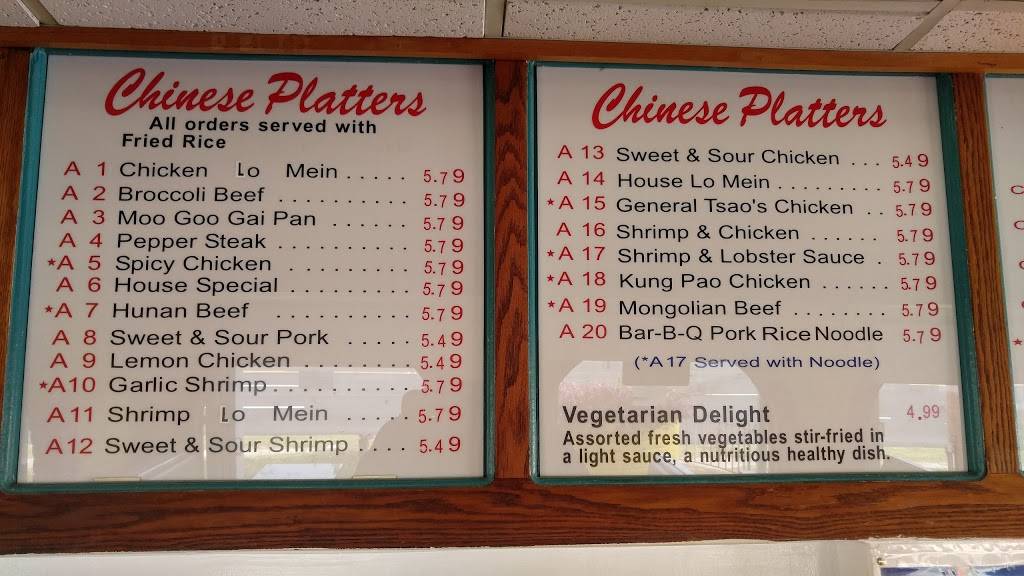 Chinese Platters
All orders served with
Fried Rice
A 1 Chicken Lo Mein ..... 5.79
A 2 Broccoli Beef .......... 5.79
A 3 Moo Goo Gai Pan ...... 5.79
A 4 Pepper Steak .......... 5.79
*A 5 Spicy Chicken ......... 5.79
A 6 House Special ......... 5.79
*A 7 Hunan Beef .......... 5.79
A 8 Sweet & Sour Pork ..... 5.49
A 9 Lemon Chicken ........ 5.49
*A10 Garlic Shrimp .......... 5.79
A11 Shrimp Lo Mein ..... 5.79
A12 Sweet & Sour Shrimp .... 5.49
Chinese Platters
A 13 Sweet & Sour Chicken ... 5.49
A 14 House Lo Mein ......... 5.79
*A 15 General Tsao's Chicken .. 5.79
A 16 Shrimp & Chicken ...... 5.79
*A 17 Shrimp & Lobster Sauce . 5.79
*A 18 Kung Pao Chicken ...... 5.79
*A 19 Mongolian Beef ........ 5.79
A 20 Bar-B-Q Pork Rice Noodle 5.79
(*A17 Served with Noodle)
Vegetarian Delight 4.99
Assorted fresh vegetables stir-fried in
a light sauce, a nutritious healthy dish.